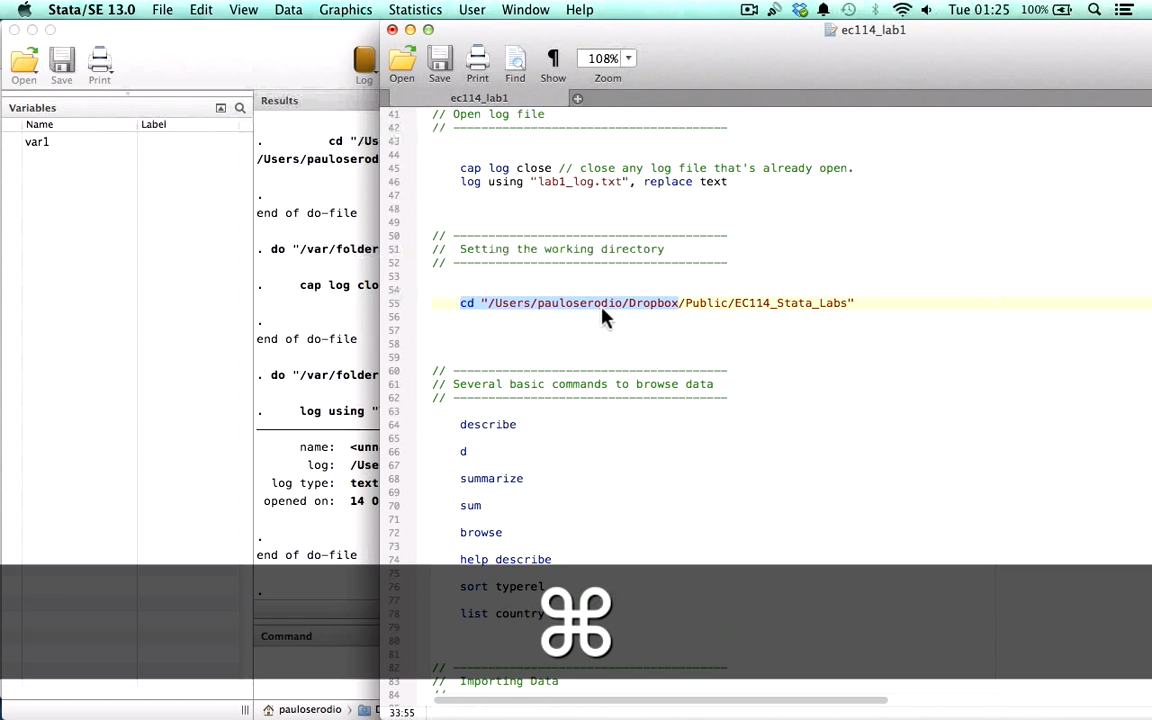 Stata/SE 13.0 File Edit View Data Graphics Statistics User Window Help Tue 01:25 100%
ec114_lab1
Open Save Print Log
Open Save Print Find Show 108% Zoom
ec114_lab1
Variables
Name Label
var1
Results
. cd "/Us
/Users/pauloserod
.
end of do-file
. do "/var/folder
. cap log clo
.
end of do-file
. do "/var/folder
. log using "
name: <unn
log: /Use
log type: text
opened on: 14 O
.
end of do-file
.
Command
pauloserodio
41 // Open log file
42 // ---------------------------------------
43
44
45 cap log close // close any log file that's already open.
46 log using "lab1_log.txt", replace text
47
48
49
50 // ---------------------------------------
51 // Setting the working directory
52 // ---------------------------------------
53
54
55 cd "/Users/pauloserodio/Dropbox/Public/EC114_Stata_Labs"
56
57
58
59
60 // ---------------------------------------
61 // Several basic commands to browse data
62 // ---------------------------------------
63
64 describe
65
66 d
67
68 summarize
69
70 sum
71
72 browse
73
74 help describe
75
76 sort typerel
77
78 list country
79
80
81
82 // ---------------------------------------
83 // Importing Data
84
33:55
⌘